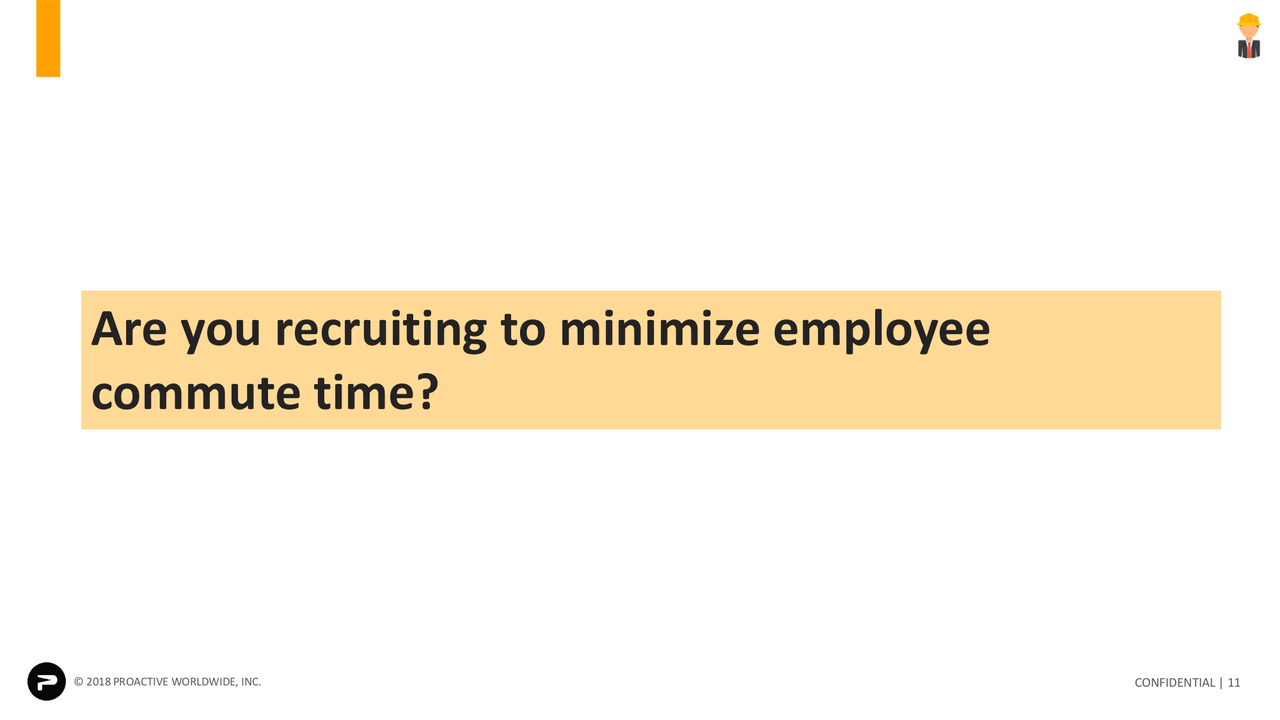 Are you recruiting to minimize employee
commute time?
© 2018 PROACTIVE WORLDWIDE, INC.
CONFIDENTIAL | 11